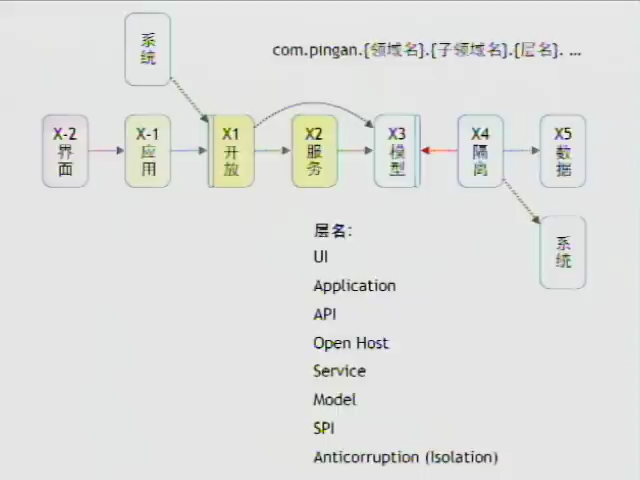 系
统
com.pingan.{领域名}.{子领域名}.{层名}. ...
X-2
界
面
X-1
应
用
X1
开
放
X2
服
务
X3
模
型
X4
隔
离
X5
数
据
系
统
层名:
UI
Application
API
Open Host
Service
Model
SPI
Anticorruption (Isolation)